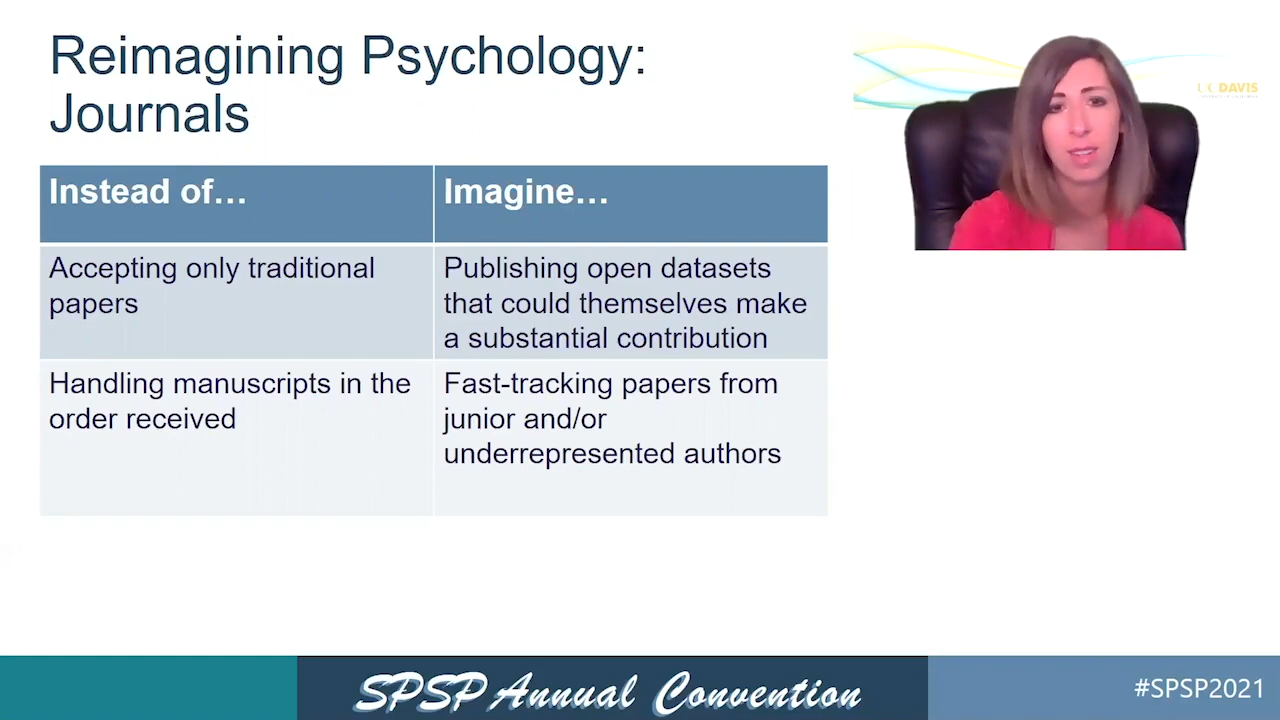 Reimagining Psychology:
Journals
UC DAVIS
Instead of…
Imagine…
Accepting only traditional
papers
Publishing open datasets
that could themselves make
a substantial contribution
Handling manuscripts in the
order received
Fast-tracking papers from
junior and/or
underrepresented authors
SPSP Annual Convention
#SPSP2021